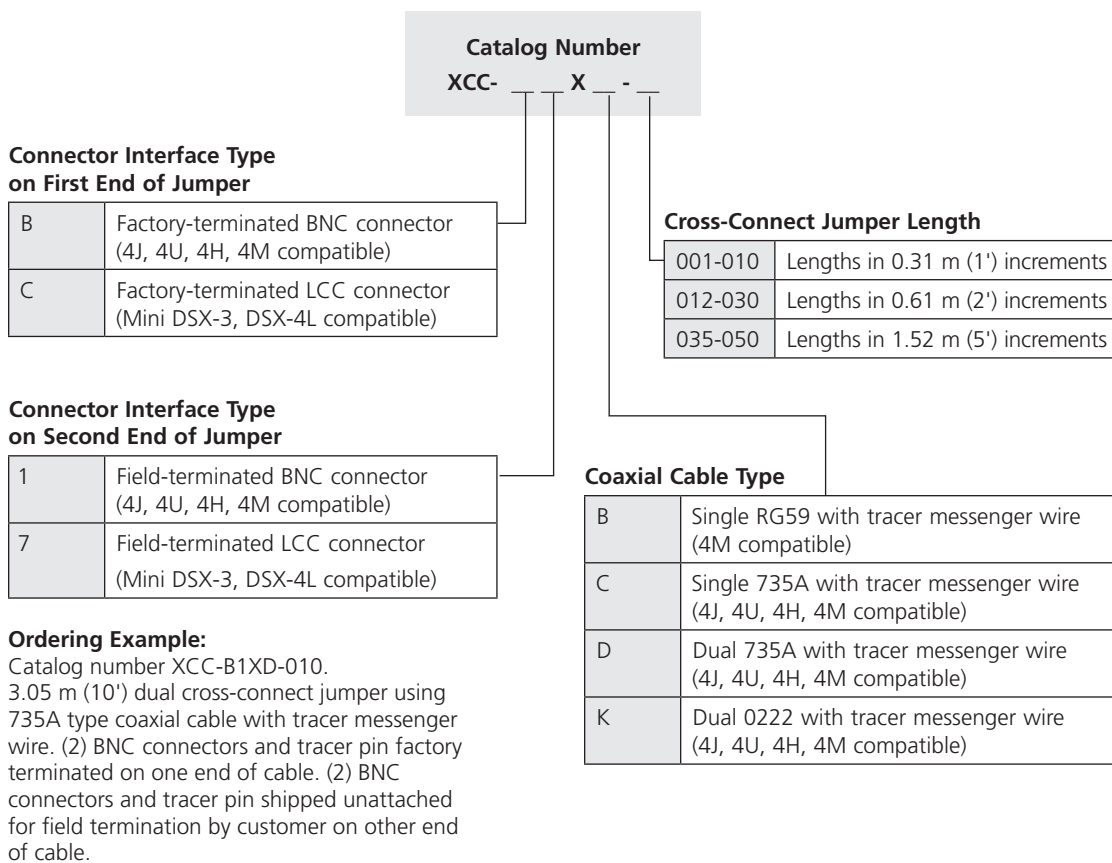 Catalog Number
XCC- __ __ X __ - __
Connector Interface Type
on First End of Jumper
B Factory-terminated BNC connector
(4J, 4U, 4H, 4M compatible)
C Factory-terminated LCC connector
(Mini DSX-3, DSX-4L compatible)
Cross-Connect Jumper Length
001-010 Lengths in 0.31 m (1') increments
012-030 Lengths in 0.61 m (2') increments
035-050 Lengths in 1.52 m (5') increments
Connector Interface Type
on Second End of Jumper
1 Field-terminated BNC connector
(4J, 4U, 4H, 4M compatible)
7 Field-terminated LCC connector
(Mini DSX-3, DSX-4L compatible)
Coaxial Cable Type
B Single RG59 with tracer messenger wire
(4M compatible)
C Single 735A with tracer messenger wire
(4J, 4U, 4H, 4M compatible)
D Dual 735A with tracer messenger wire
(4J, 4U, 4H, 4M compatible)
K Dual 0222 with tracer messenger wire
(4J, 4U, 4H, 4M compatible)
Ordering Example:
Catalog number XCC-B1XD-010.
3.05 m (10') dual cross-connect jumper using
735A type coaxial cable with tracer messenger
wire. (2) BNC connectors and tracer pin factory
terminated on one end of cable. (2) BNC
connectors and tracer pin shipped unattached
for field termination by customer on other end
of cable.